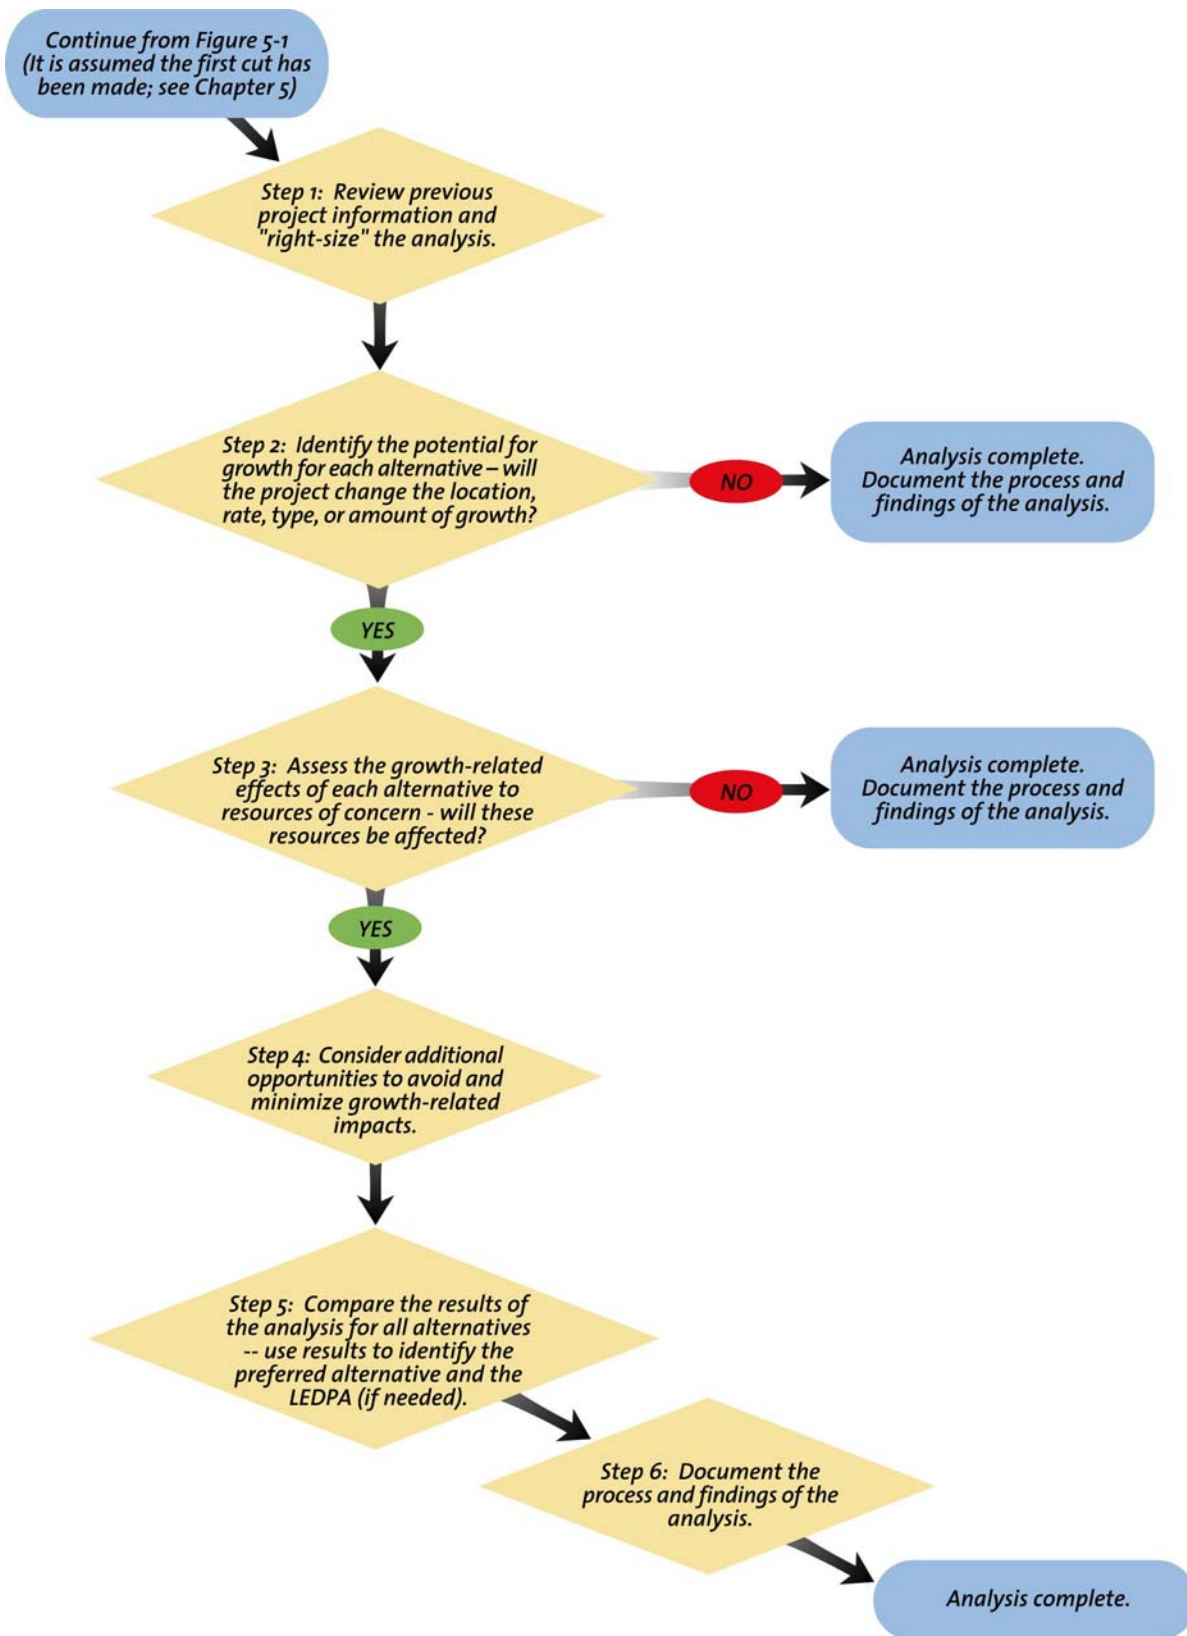 Continue from Figure 5-1
(It is assumed the first cut has
been made; see Chapter 5)
Step 1: Review previous
project information and
"right-size" the analysis.
Step 2: Identify the potential for
growth for each alternative – will
the project change the location,
rate, type, or amount of growth?
NO
Analysis complete.
Document the process and
findings of the analysis.
YES
Step 3: Assess the growth-related
effects of each alternative to
resources of concern - will these
resources be affected?
NO
Analysis complete.
Document the process and
findings of the analysis.
YES
Step 4: Consider additional
opportunities to avoid and
minimize growth-related
impacts.
Step 5: Compare the results of
the analysis for all alternatives
-- use results to identify the
preferred alternative and the
LEDPA (if needed).
Step 6: Document the
process and findings of the
analysis.
Analysis complete.